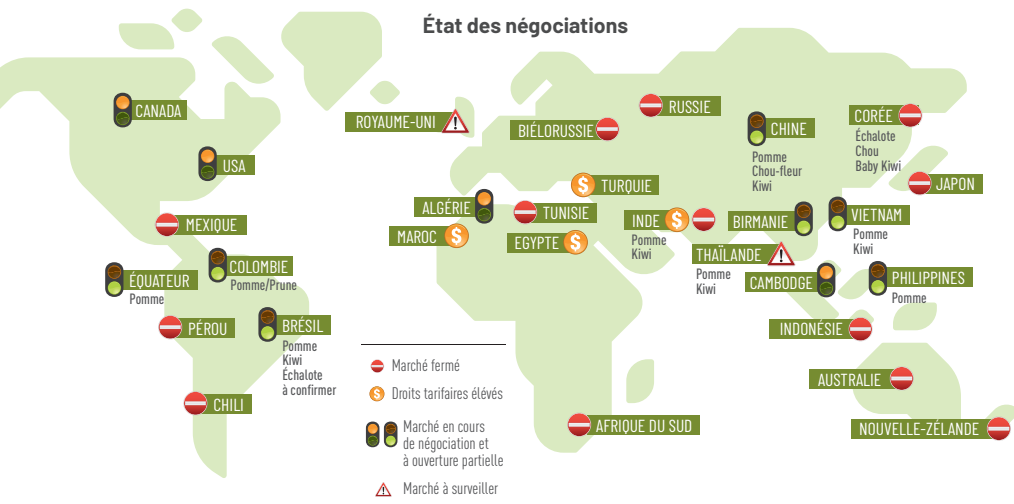 État des négociations
CANADA
USA
MEXIQUE
COLOMBIE
Pomme/Prune
ÉQUATEUR
Pomme
PÉROU
BRÉSIL
Pomme
Kiwi
Échalote
à confirmer
CHILI
ROYAUME-UNI
BIÉLORUSSIE
RUSSIE
ALGÉRIE
MAROC
TUNISIE
TURQUIE
EGYPTE
INDE
Pomme
Kiwi
CHINE
Pomme
Chou-fleur
Kiwi
CORÉE
Échalote
Chou
Baby Kiwi
JAPON
BIRMANIE
VIETNAM
Pomme
Kiwi
THAÏLANDE
Pomme
Kiwi
CAMBODGE
PHILIPPINES
Pomme
INDONÉSIE
AUSTRALIE
NOUVELLE-ZÉLANDE
AFRIQUE DU SUD
Marché fermé
Droits tarifaires élévés
Marché en cours
de négociation et
à ouverture partielle
Marché à surveiller